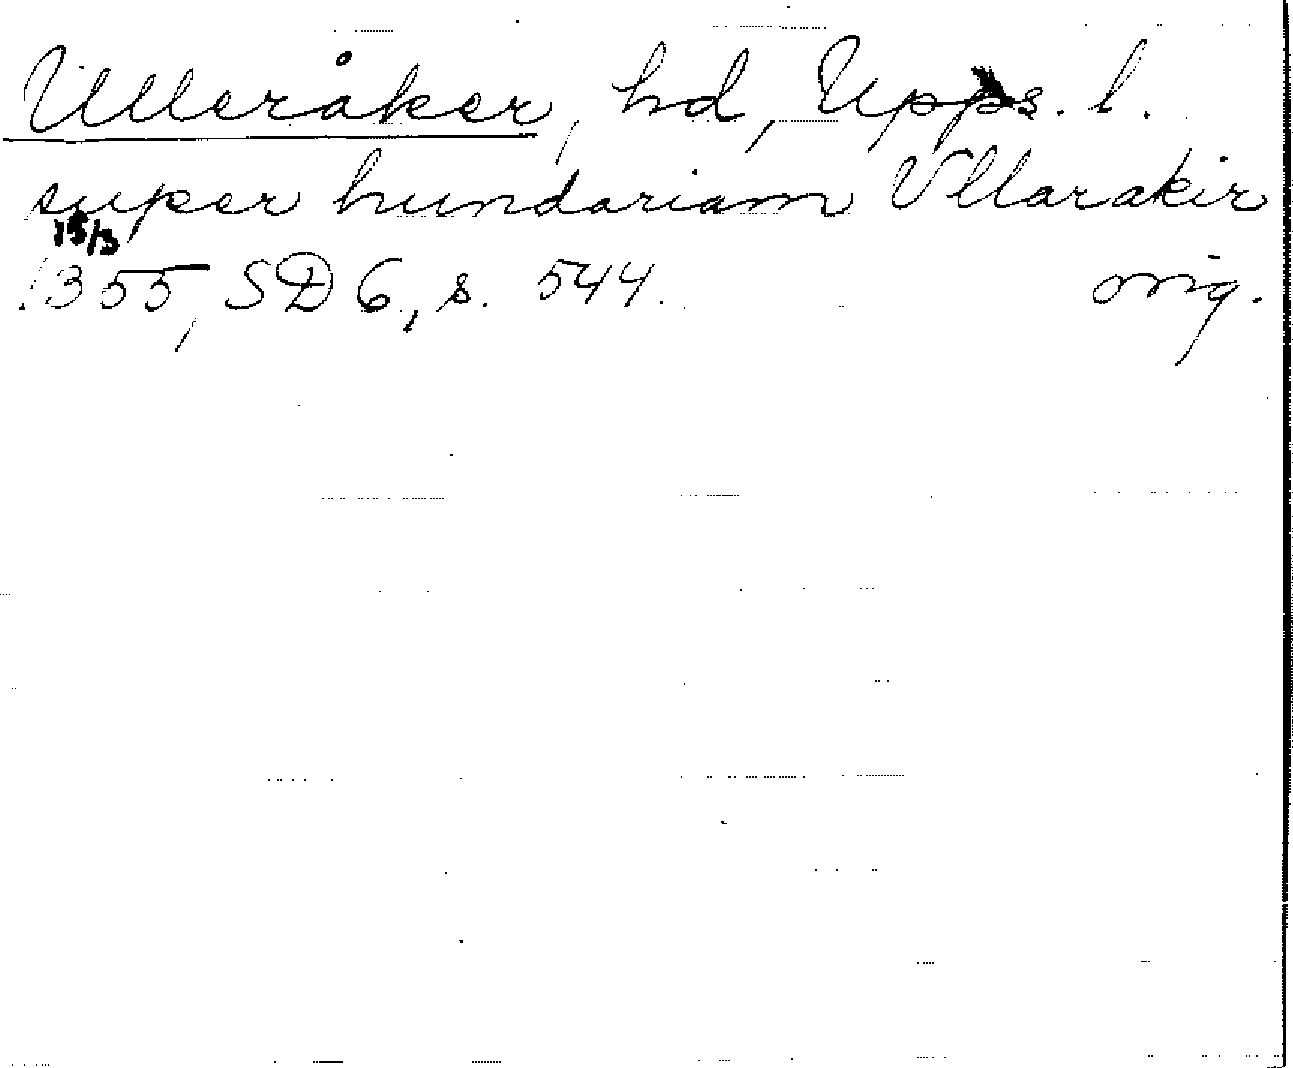 Ulleråker, hd, Upps. l.
super hundariam Vllarakir
15/3
1355, SD 6, s. 544. orig.